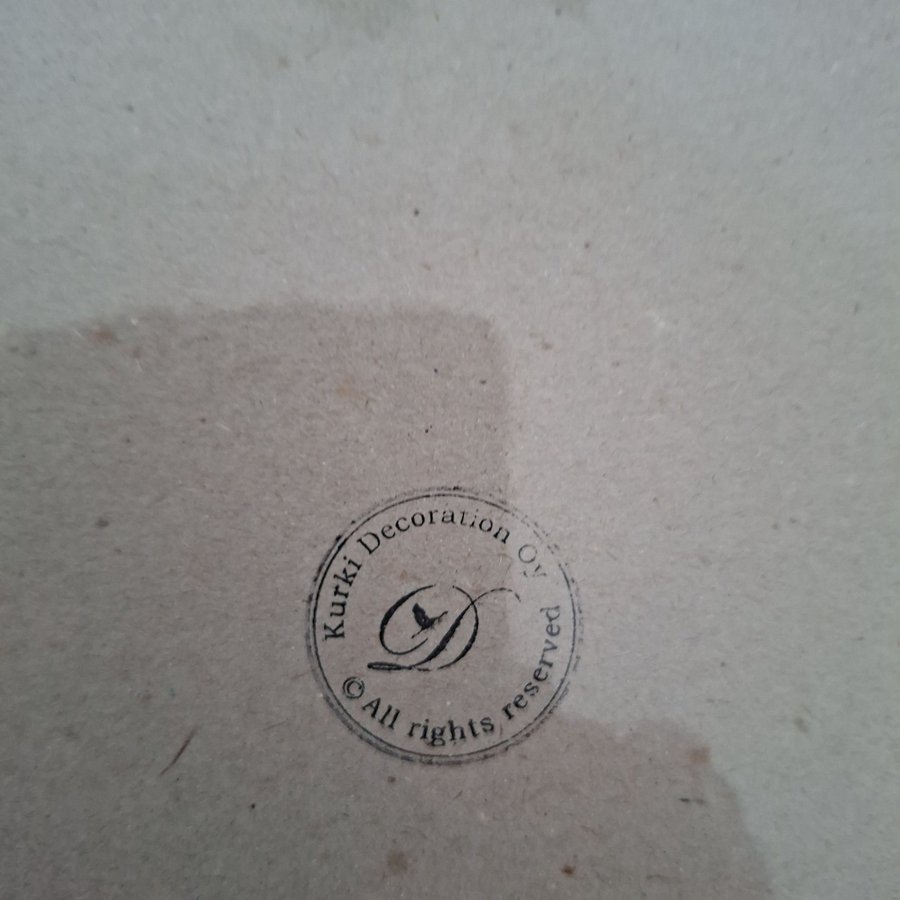 Kurki Decoration Oy
D
© All rights reserved